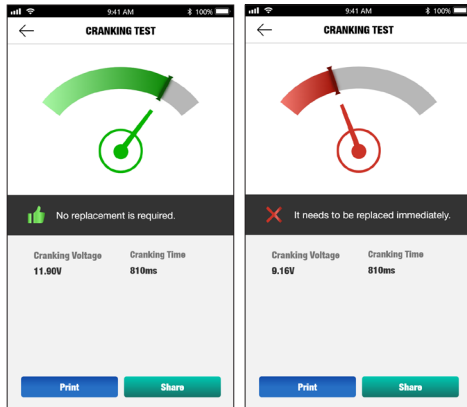 9:41 AM 100%
CRANKING TEST
No replacement is required.
Cranking Voltage Cranking Time
11.90V 810ms
Print Share
9:41 AM 100%
CRANKING TEST
It needs to be replaced immediately.
Cranking Voltage Cranking Time
9.16V 810ms
Print Share